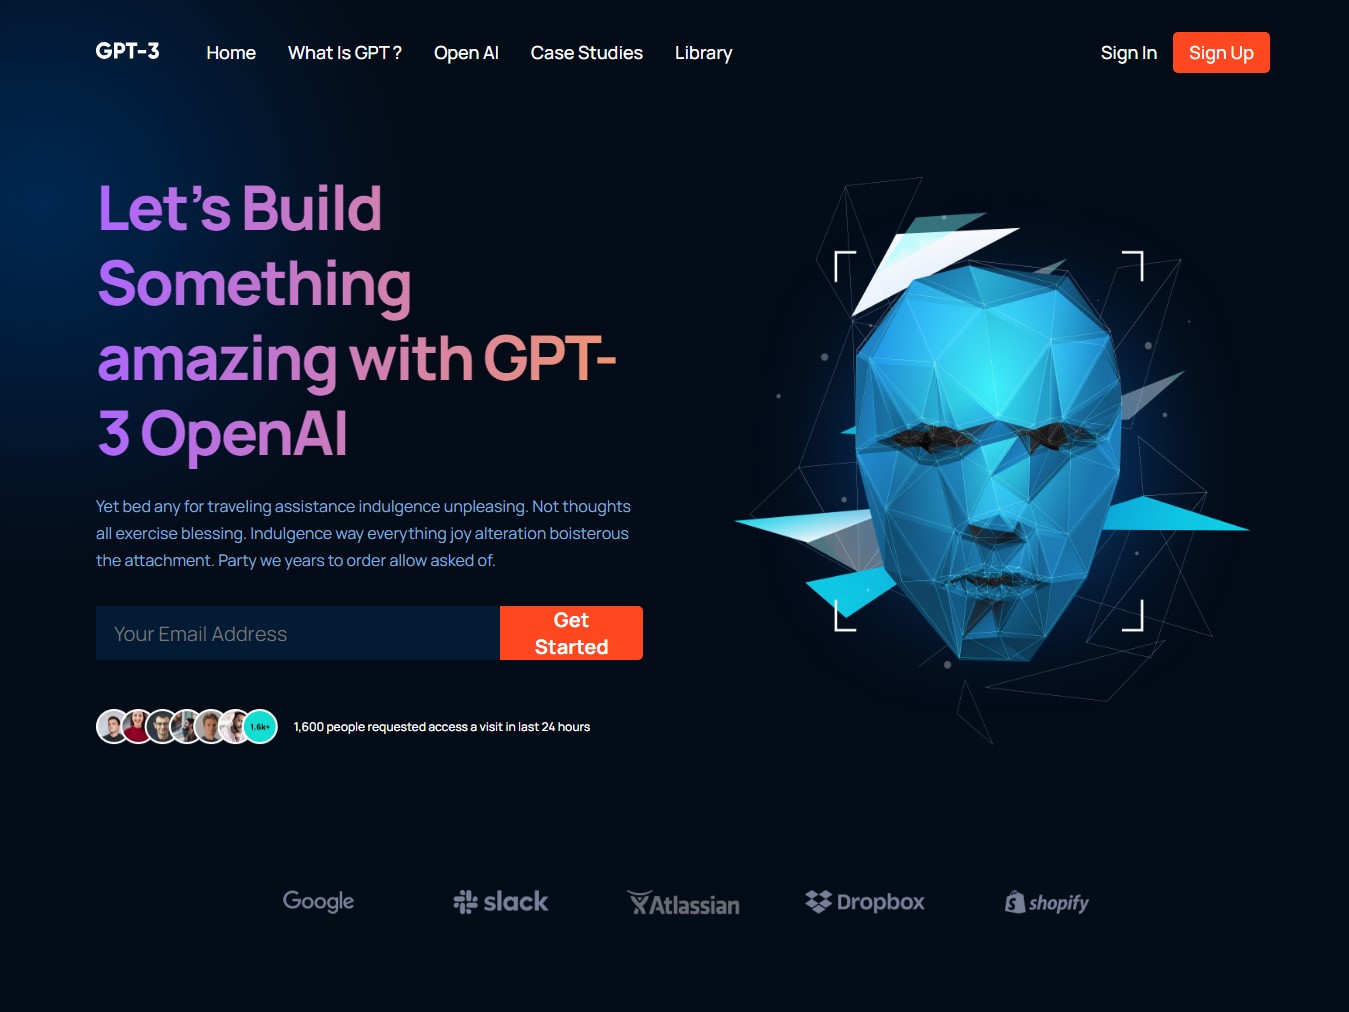 GPT-3
Home
What Is GPT ?
Open AI
Case Studies
Library
Sign In
Sign Up
Let's Build
Something
amazing with GPT-
3 OpenAI
Yet bed any for traveling assistance indulgence unpleasing. Not thoughts
all exercise blessing. Indulgence way everything joy alteration boisterous
the attachment. Party we years to order allow asked of.
Your Email Address
Get
Started
1.6k+
1,600 people requested access a visit in last 24 hours
Google
slack
Atlassian
Dropbox
shopify